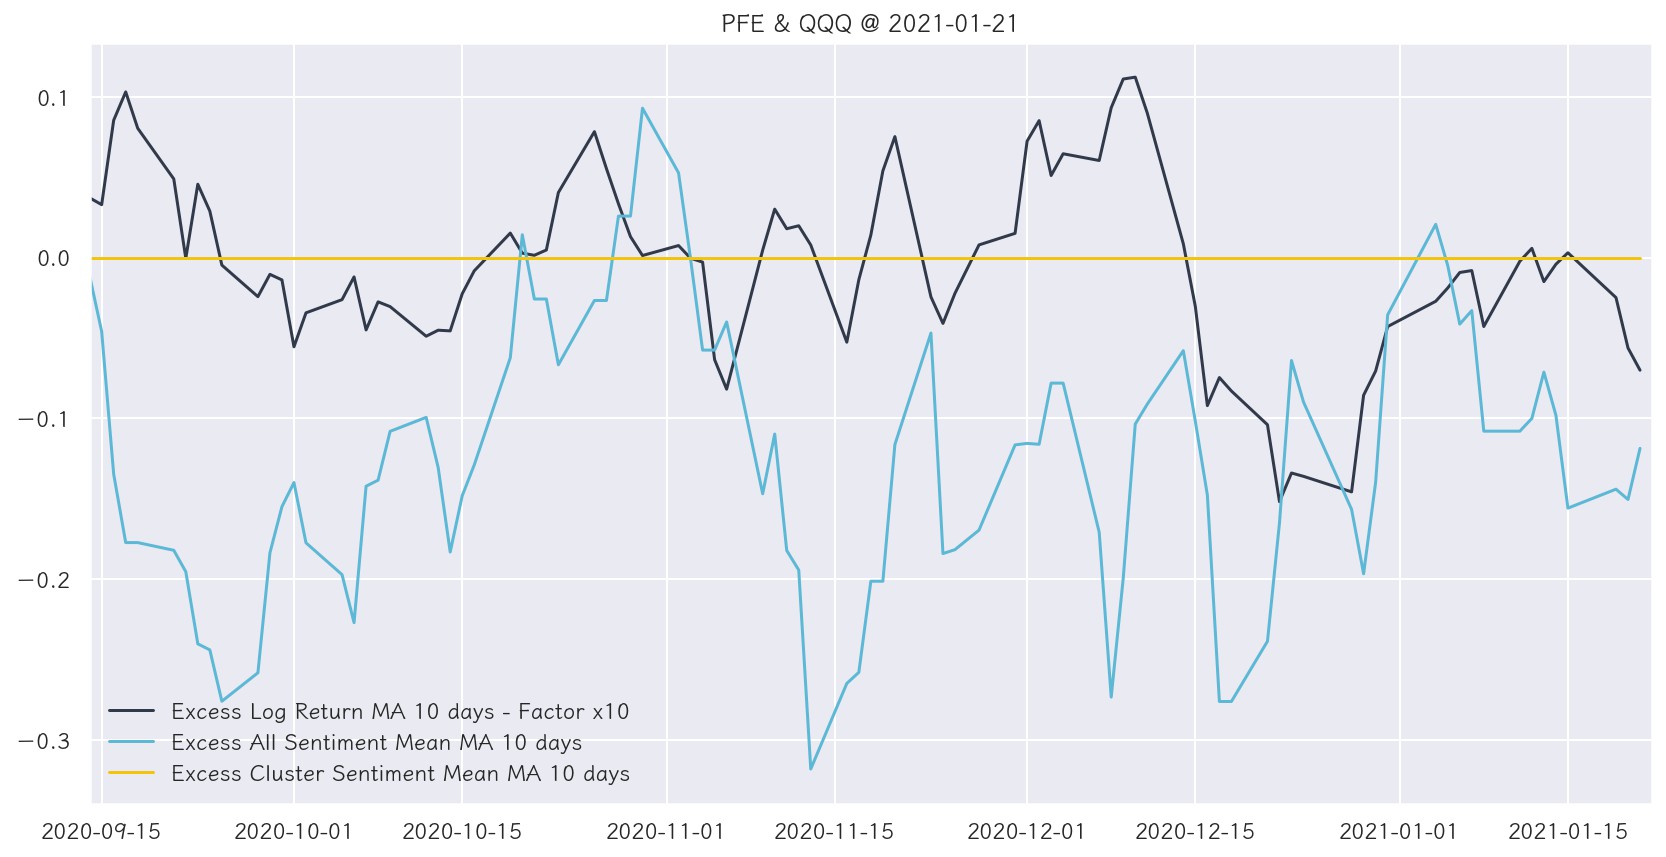 PFE & QQQ @ 2021-01-21
0.1
0.0
−0.1
−0.2
−0.3
Excess Log Return MA 10 days - Factor x10
Excess All Sentiment Mean MA 10 days
Excess Cluster Sentiment Mean MA 10 days
2020-09-15 2020-10-01 2020-10-15 2020-11-01 2020-11-15 2020-12-01 2020-12-15 2021-01-01 2021-01-15